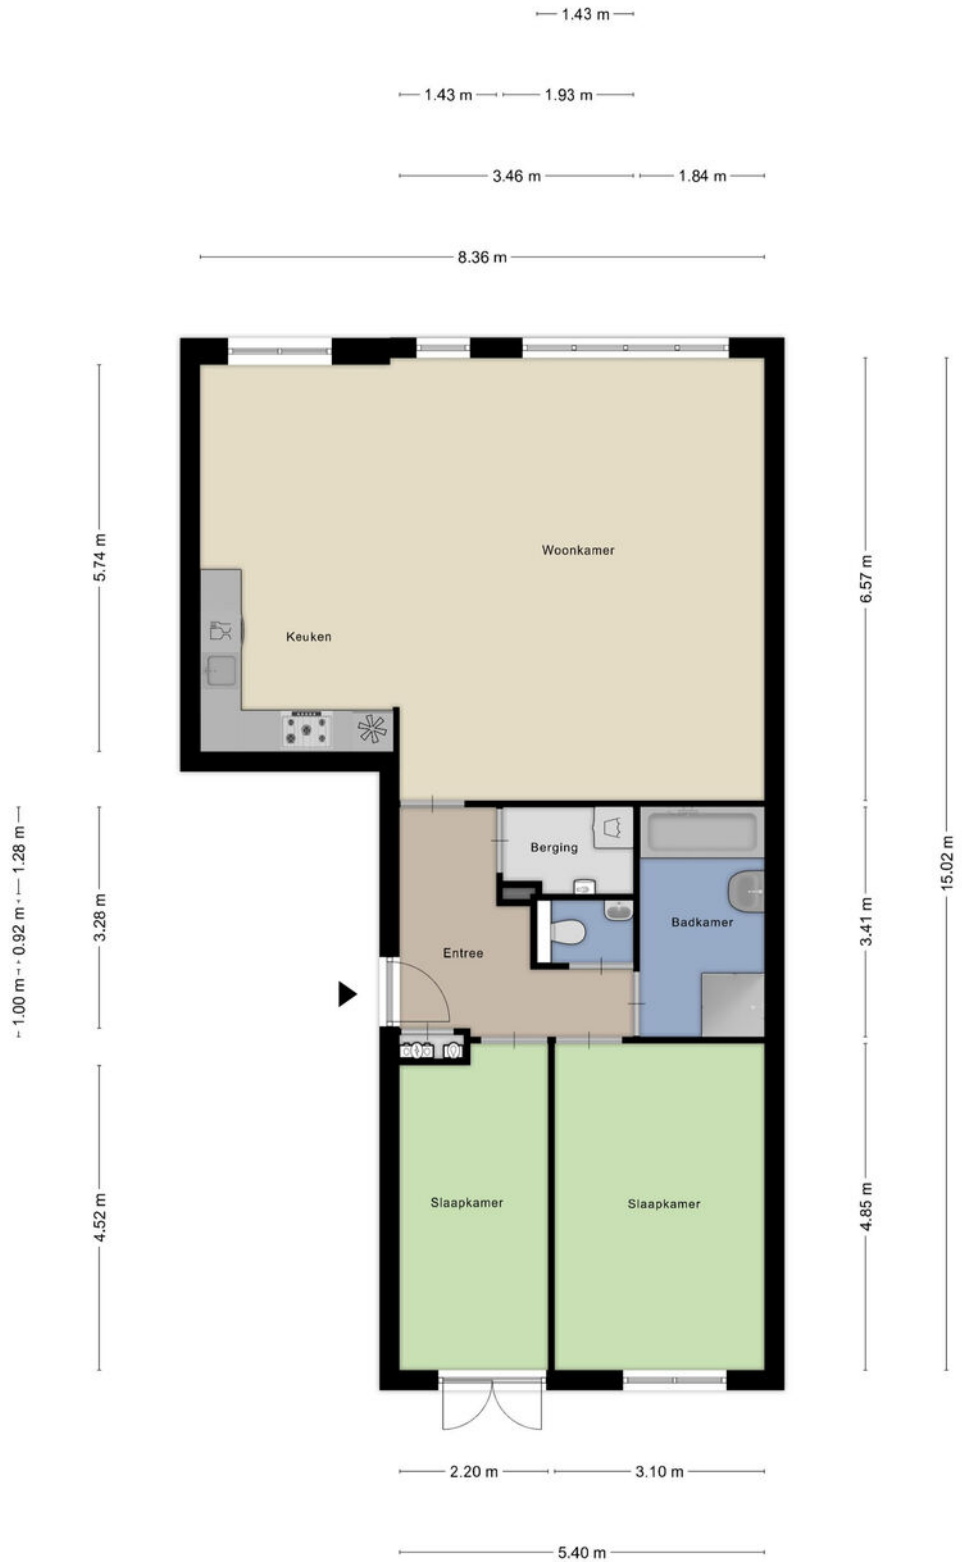 1.43 m
1.43 m
1.93 m
3.46 m
1.84 m
8.36 m
5.74 m
Woonkamer
6.57 m
Keuken
1.28 m
0.92 m
1.00 m
3.28 m
Berging
Badkamer
Entree
3.41 m
15.02 m
4.52 m
Slaapkamer
Slaapkamer
4.85 m
2.20 m
3.10 m
5.40 m